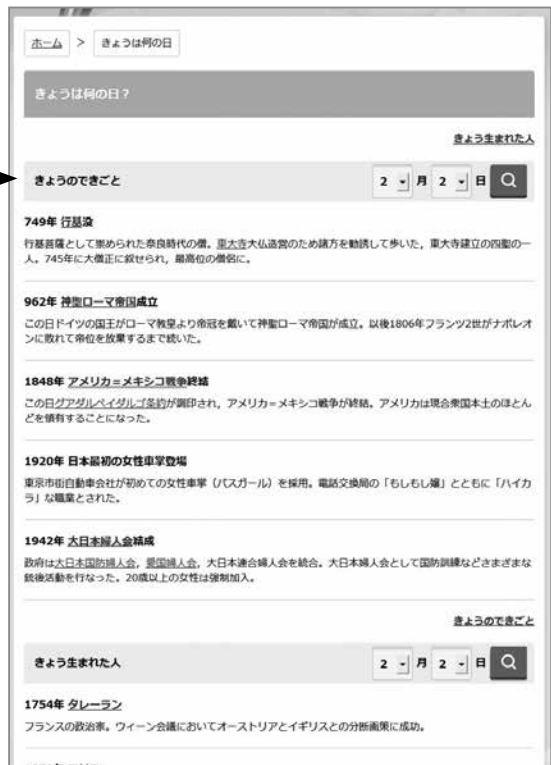 ホーム > きょうは何の日
きょうは何の日？
きょう生まれた人
きょうのできごと 2 月 2 日
749年 行基没
行基菩薩として崇められた奈良時代の僧。東大寺大仏造営のため諸方を勧誘して歩いた，東大寺建立の四聖の一
人。745年に大僧正に叙せられ，最高位の僧侶に。
962年 神聖ローマ帝国成立
この日ドイツの国王がローマ教皇より帝冠を戴いて神聖ローマ帝国が成立。以後1806年フランツ2世がナポレオ
ンに敗れて帝位を放棄するまで続いた。
1848年 アメリカ＝メキシコ戦争終結
この日グアダルペイダルゴ条約が調印され，アメリカ＝メキシコ戦争が終結。アメリカは現合衆国本土のほとん
どを領有することになった。
1920年 日本最初の女性車掌登場
東京市街自動車会社が初めての女性車掌（バスガール）を採用。電話交換局の「もしもし嬢」とともに「ハイカ
ラ」な職業とされた。
1942年 大日本婦人会結成
政府は大日本国防婦人会，愛国婦人会，大日本連合婦人会を統合。大日本婦人会として国防訓練などさまざまな
銃後活動を行なった。20歳以上の女性は強制加入。
きょうのできごと
きょう生まれた人 2 月 2 日
1754年 タレーラン
フランスの政治家。ウィーン会議においてオーストリアとイギリスとの分断画策に成功。